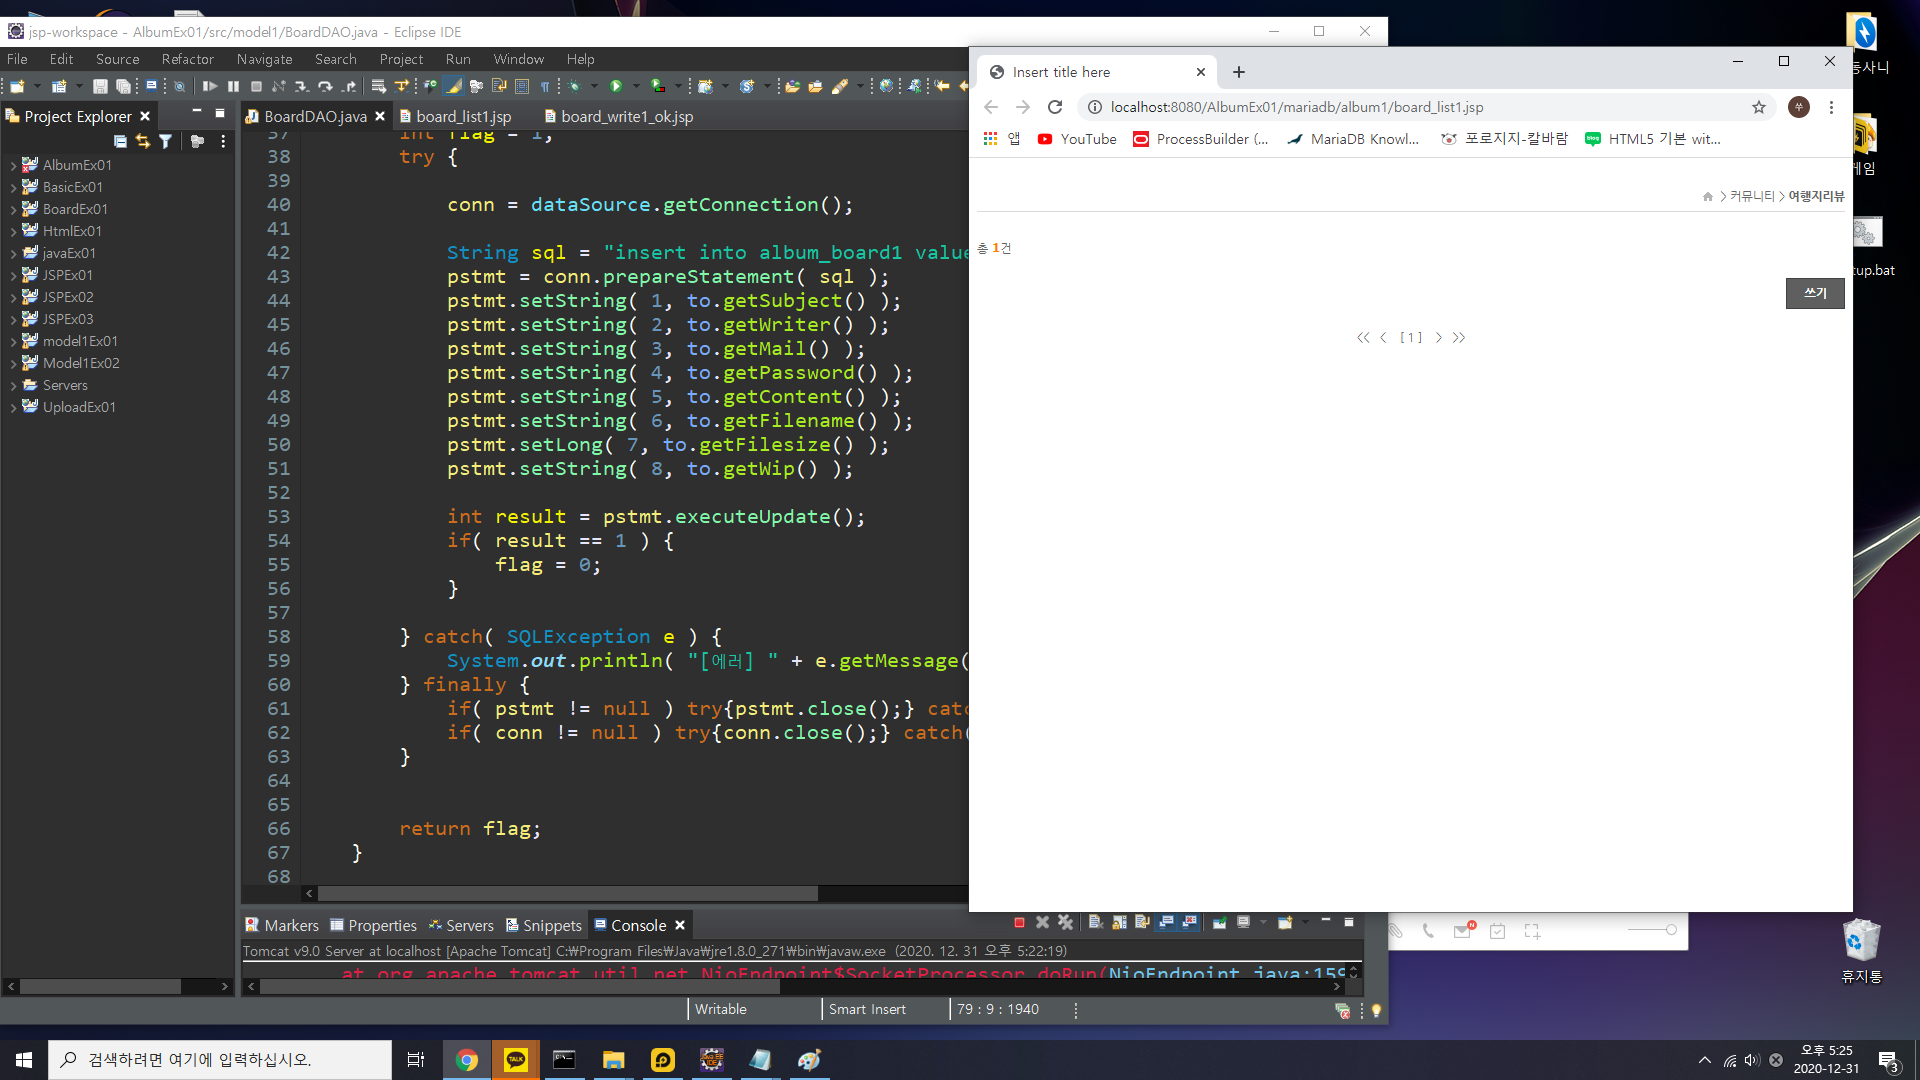 jsp-workspace - AlbumEx01/src/model1/BoardDAO.java - Eclipse IDE
File Edit Source Refactor Navigate Search Project Run Window Help
Project Explorer
AlbumEx01
BasicEx01
BoardEx01
HtmlEx01
javaEx01
JSPEx01
JSPEx02
JSPEx03
model1Ex01
Model1Ex02
Servers
UploadEx01
BoardDAO.java board_list1.jsp board_write1_ok.jsp
37 int flag = 1;
38 try {
39
40 conn = dataSource.getConnection();
41
42 String sql = "insert into album_board1 value
43 pstmt = conn.prepareStatement( sql );
44 pstmt.setString( 1, to.getSubject() );
45 pstmt.setString( 2, to.getWriter() );
46 pstmt.setString( 3, to.getMail() );
47 pstmt.setString( 4, to.getPassword() );
48 pstmt.setString( 5, to.getContent() );
49 pstmt.setString( 6, to.getFilename() );
50 pstmt.setLong( 7, to.getFilesize() );
51 pstmt.setString( 8, to.getWip() );
52
53 int result = pstmt.executeUpdate();
54 if( result == 1 ) {
55 flag = 0;
56 }
57
58 } catch( SQLException e ) {
59 System.out.println( "[에러] " + e.getMessage(
60 } finally {
61 if( pstmt != null ) try{pstmt.close();} catc
62 if( conn != null ) try{conn.close();} catch(
63 }
64
65
66 return flag;
67 }
68
Markers Properties Servers Snippets Console
Tomcat v9.0 Server at localhost [Apache Tomcat] C:₩Program Files₩Java₩jre1.8.0_271₩bin₩javaw.exe (2020. 12. 31 오후 5:22:19)
at org.apache.tomcat.util.net.NioEndpoint$SocketProcessor.doRun(NioEndpoint.java:159
Writable Smart Insert 79 : 9 : 1940
Insert title here
localhost:8080/AlbumEx01/mariadb/album1/board_list1.jsp
앱 YouTube ProcessBuilder (... MariaDB Knowl... 포로지지-칼바람 HTML5 기본 wit...
> 커뮤니티 > 여행지리뷰
총 1건
쓰기
<< < [ 1 ] > >>
동사니
게임
tup.bat
휴지통
검색하려면 여기에 입력하십시오.
TALK
오후 5:25
2020-12-31
3